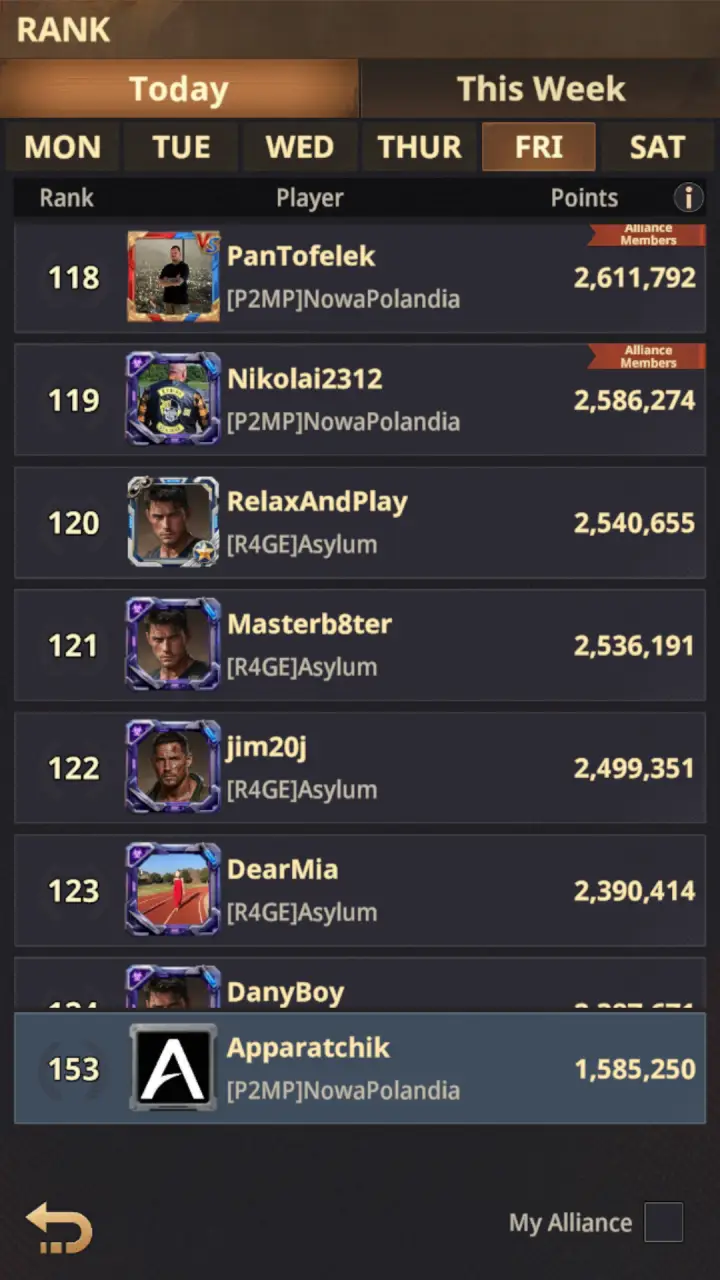 RANK
Today
This Week
MON
TUE
WED
THUR
FRI
SAT
Rank
Player
Points
i
Alliance
Members
118
PanTofelek
[P2MP]NowaPolandia
2,611,792
Alliance
Members
119
Nikolai2312
[P2MP]NowaPolandia
2,586,274
120
RelaxAndPlay
[R4GE]Asylum
2,540,655
121
Masterb8ter
[R4GE]Asylum
2,536,191
122
jim20j
[R4GE]Asylum
2,499,351
123
DearMia
[R4GE]Asylum
2,390,414
DanyBoy
153
Apparatchik
[P2MP]NowaPolandia
1,585,250
My Alliance